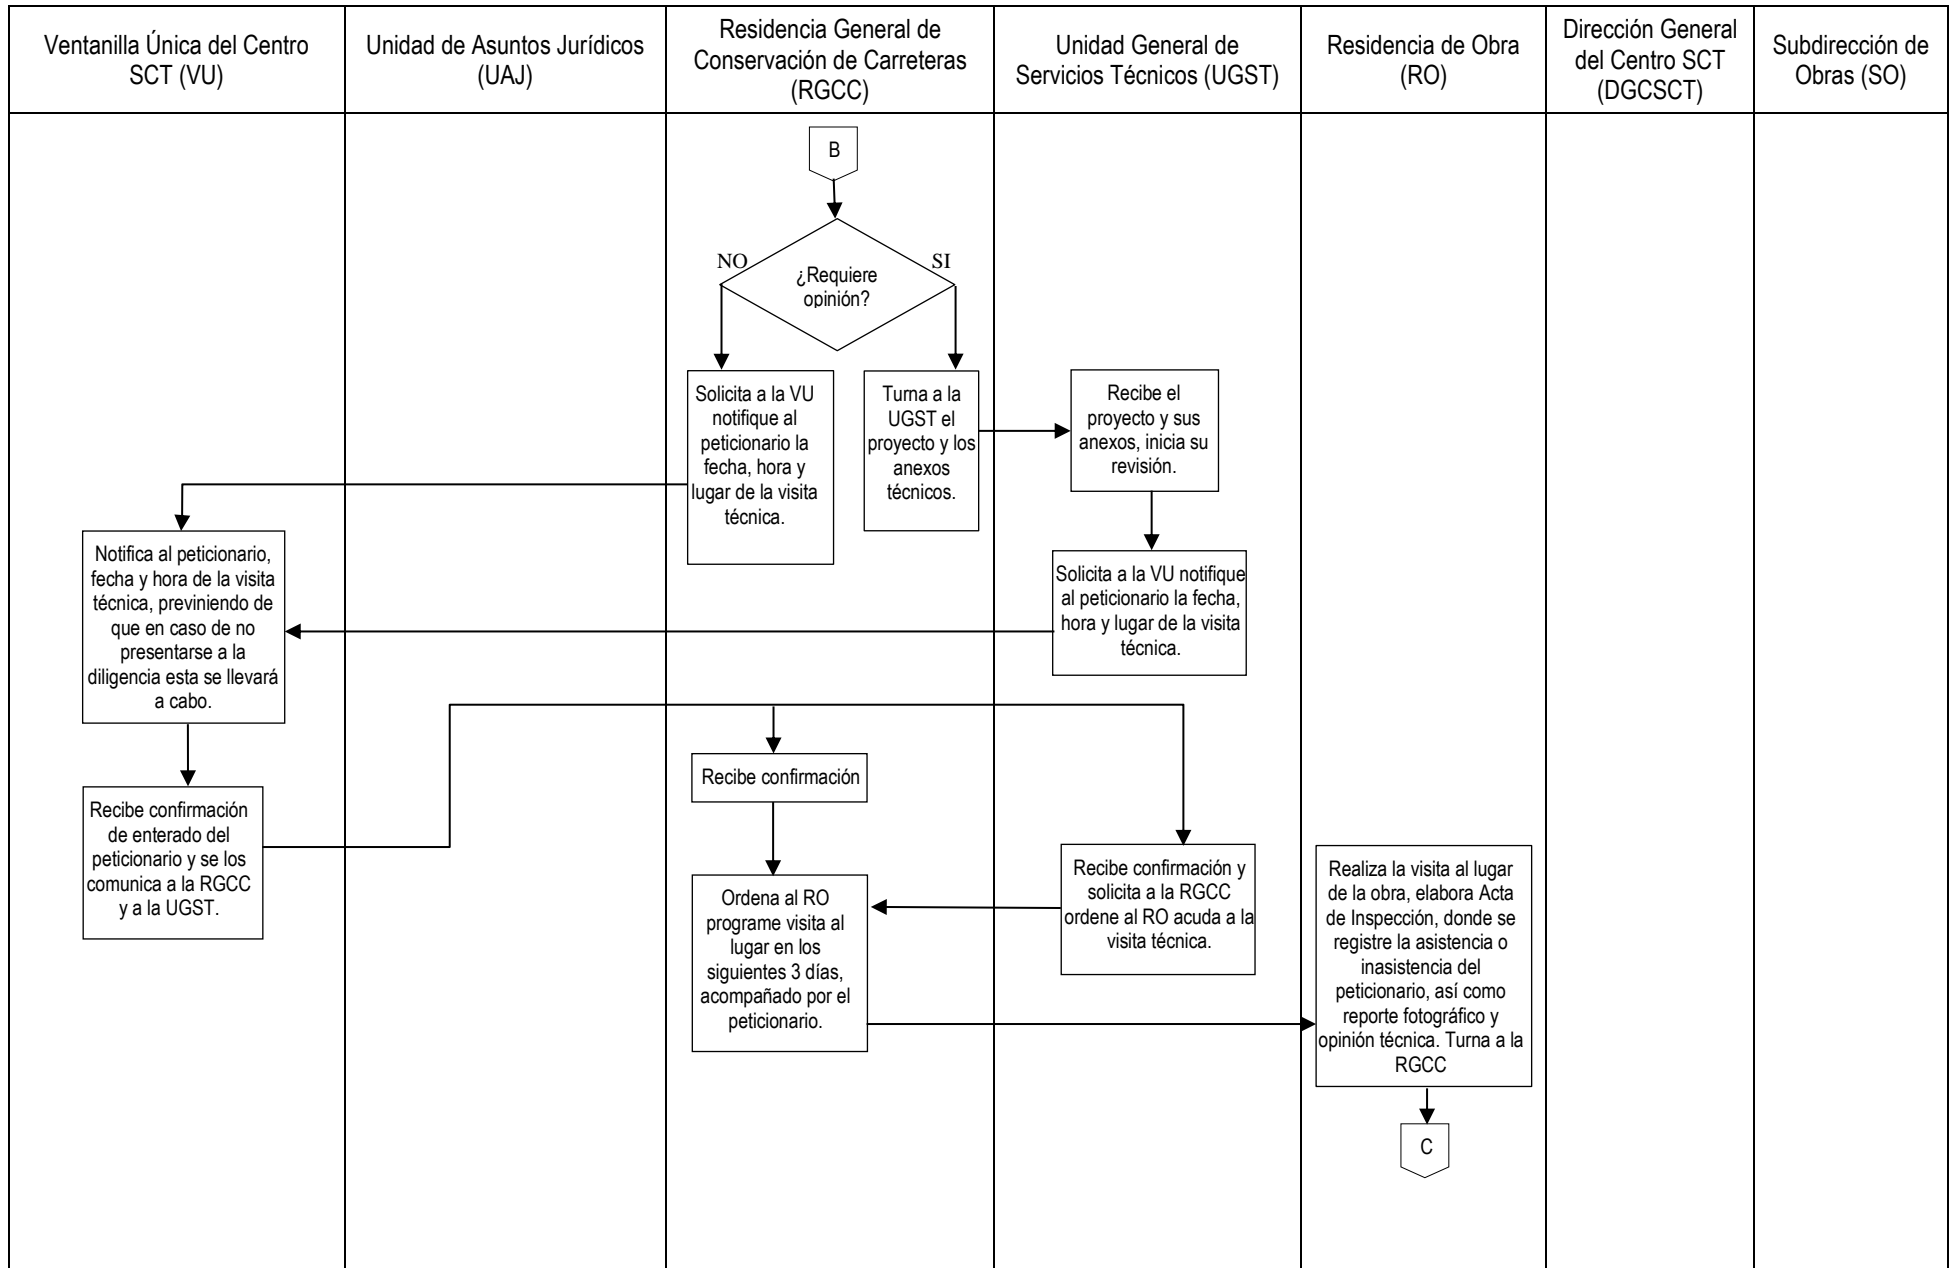 Ventanilla Única del Centro
SCT (VU)
Unidad de Asuntos Jurídicos
(UAJ)
Residencia General de
Conservación de Carreteras
(RGCC)
Unidad General de
Servicios Técnicos (UGST)
Residencia de Obra
(RO)
Dirección General
del Centro SCT
(DGCSCT)
Subdirección de
Obras (SO)
B
NO
SI
¿Requiere
opinión?
Solicita a la VU
notifique al
peticionario la
fecha, hora y
lugar de la visita
técnica.
Turna a la
UGST el
proyecto y los
anexos
técnicos.
Recibe el
proyecto y sus
anexos, inicia su
revisión.
Notifica al peticionario,
fecha y hora de la visita
técnica, previniendo de
que en caso de no
presentarse a la
diligencia esta se llevará
a cabo.
Solicita a la VU notifique
al peticionario la fecha,
hora y lugar de la visita
técnica.
Recibe confirmación
de enterado del
peticionario y se los
comunica a la RGCC
y a la UGST.
Recibe confirmación
Ordena al RO
programe visita al
lugar en los
siguientes 3 días,
acompañado por el
peticionario.
Recibe confirmación y
solicita a la RGCC
ordene al RO acuda a la
visita técnica.
Realiza la visita al lugar
de la obra, elabora Acta
de Inspección, donde se
registre la asistencia o
inasistencia del
peticionario, así como
reporte fotográfico y
opinión técnica. Turna a la
RGCC
C